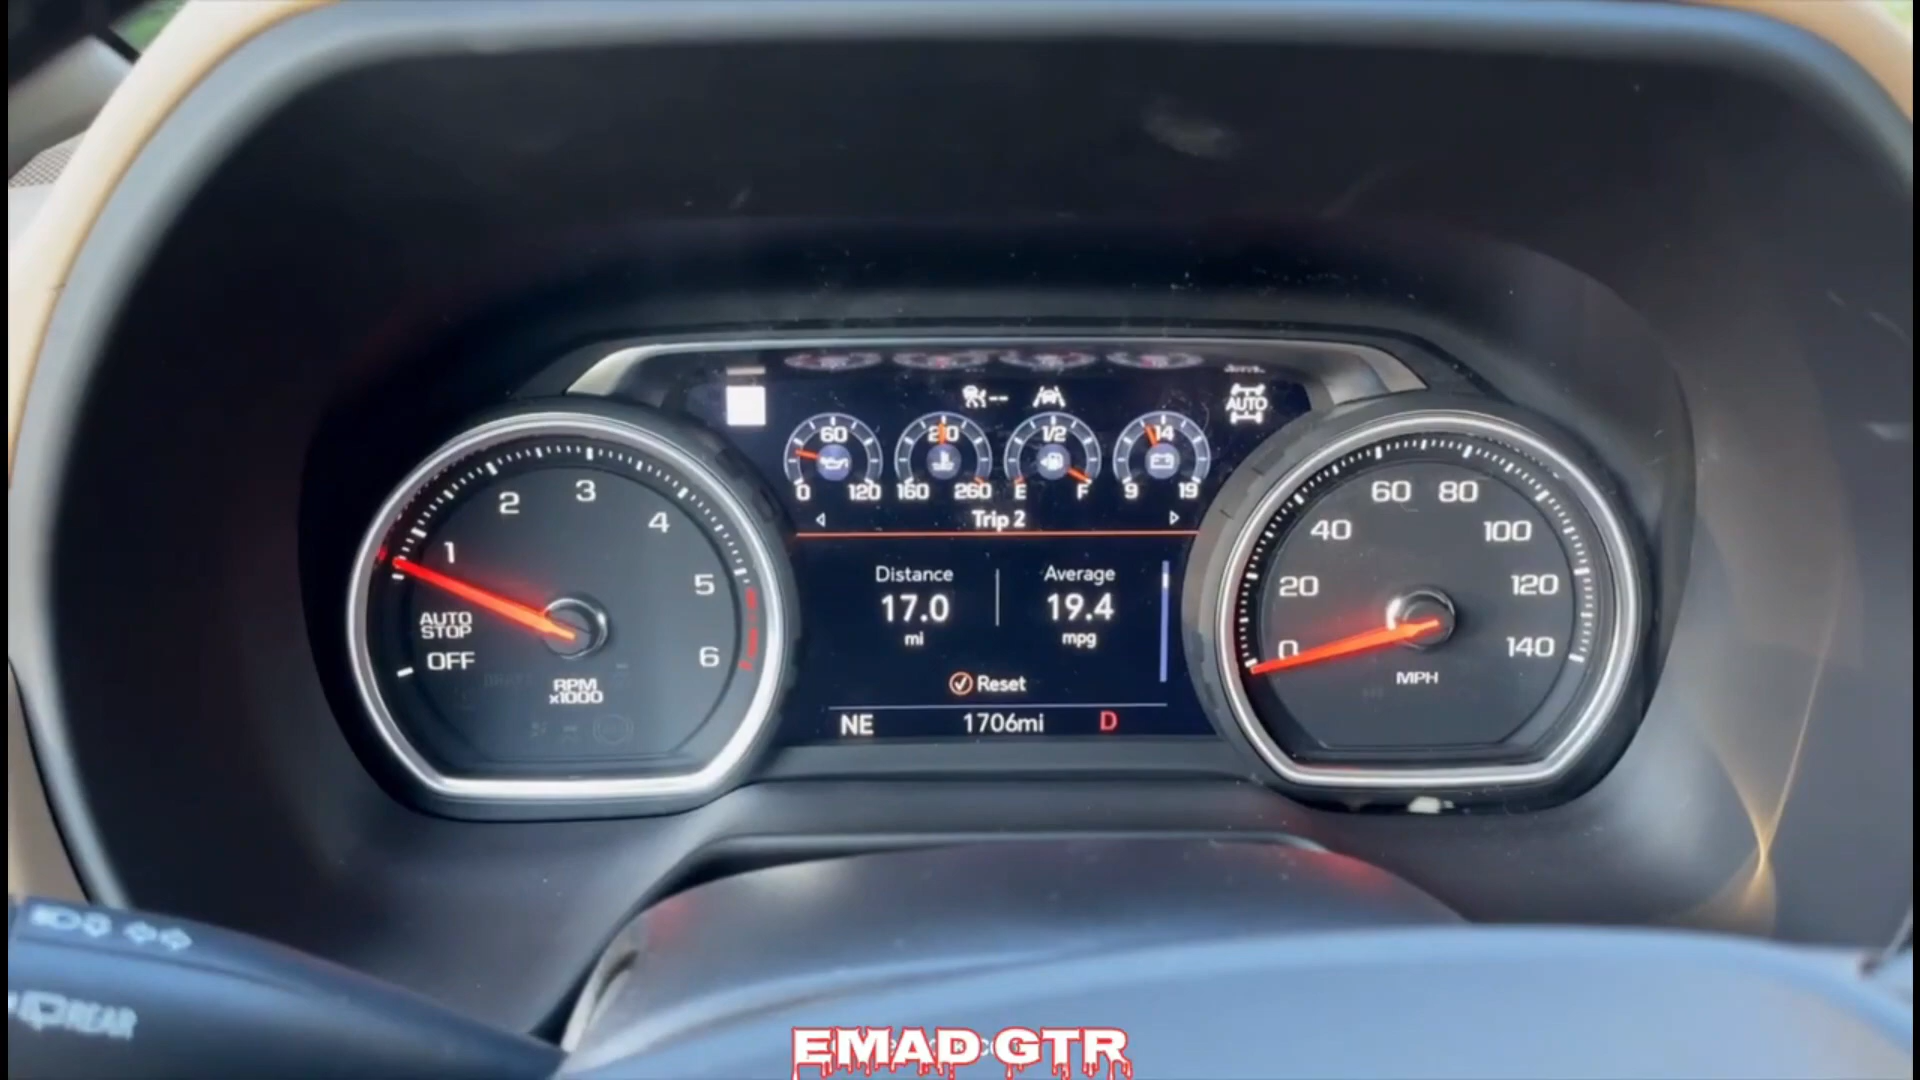 --
AUTO
60
210
1/2
14
0 120
160 260
E F
9 19
Trip 2
1
2
3
4
5
6
AUTO
STOP
OFF
RPM
x1000
Distance
17.0
mi
Average
19.4
mpg
Reset
NE 1706mi D
0
20
40
60
80
100
120
140
MPH
REAR
EMAD GTR